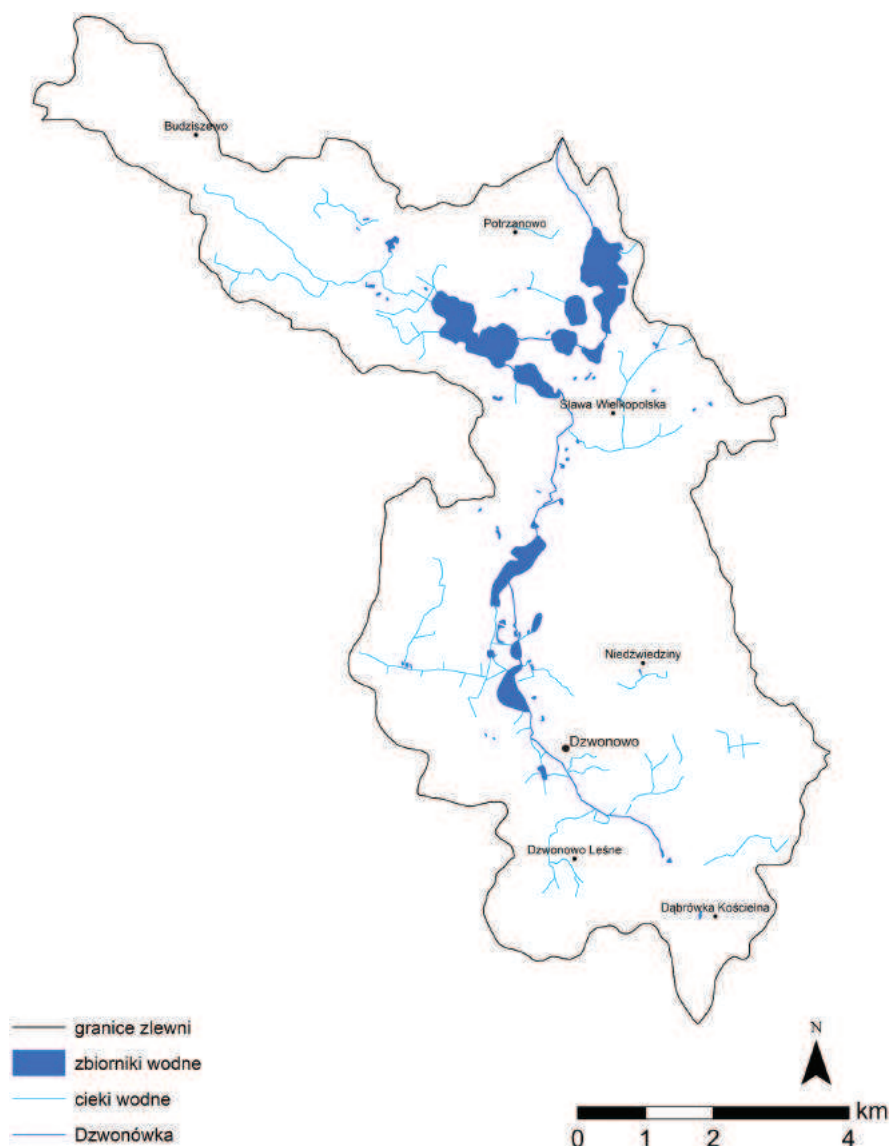 Budziszewo
Potrzanowo
Sława Wielkopolska
Niedźwiedziny
Dzwonowo
Dzwonowo Leśne
Dąbrówka Kościelna
granice zlewni
zbiorniki wodne
cieki wodne
Dzwonówka
N
km
0 1 2 4